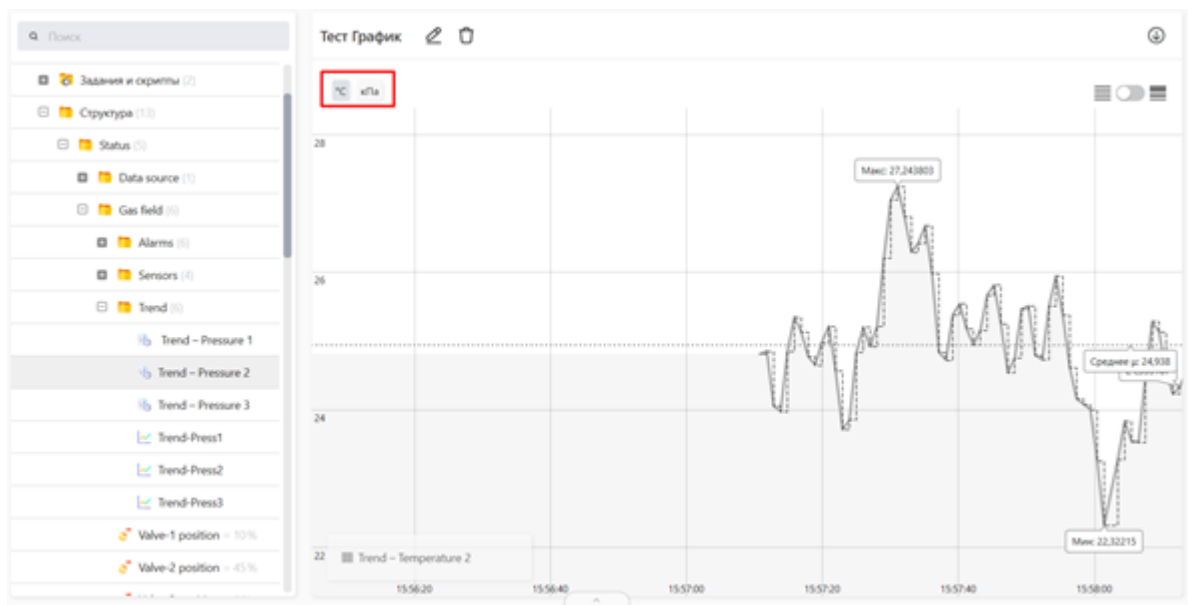 Поиск
Задания и скрипты (2)
Структура (13)
Status (5)
Data source (1)
Gas field (6)
Alarms (6)
Sensors (4)
Trend (6)
Trend – Pressure 1
Trend – Pressure 2
Trend – Pressure 3
Trend-Press1
Trend-Press2
Trend-Press3
Valve-1 position = 10%
Valve-2 position = 45%
Тест График
°C кПа
28
Макс: 27,243803
26
Среднее μ: 24,938
24
Мин: 22,32215
22
Trend – Temperature 2
15:56:20 15:56:40 15:57:00 15:57:20 15:57:40 15:58:00